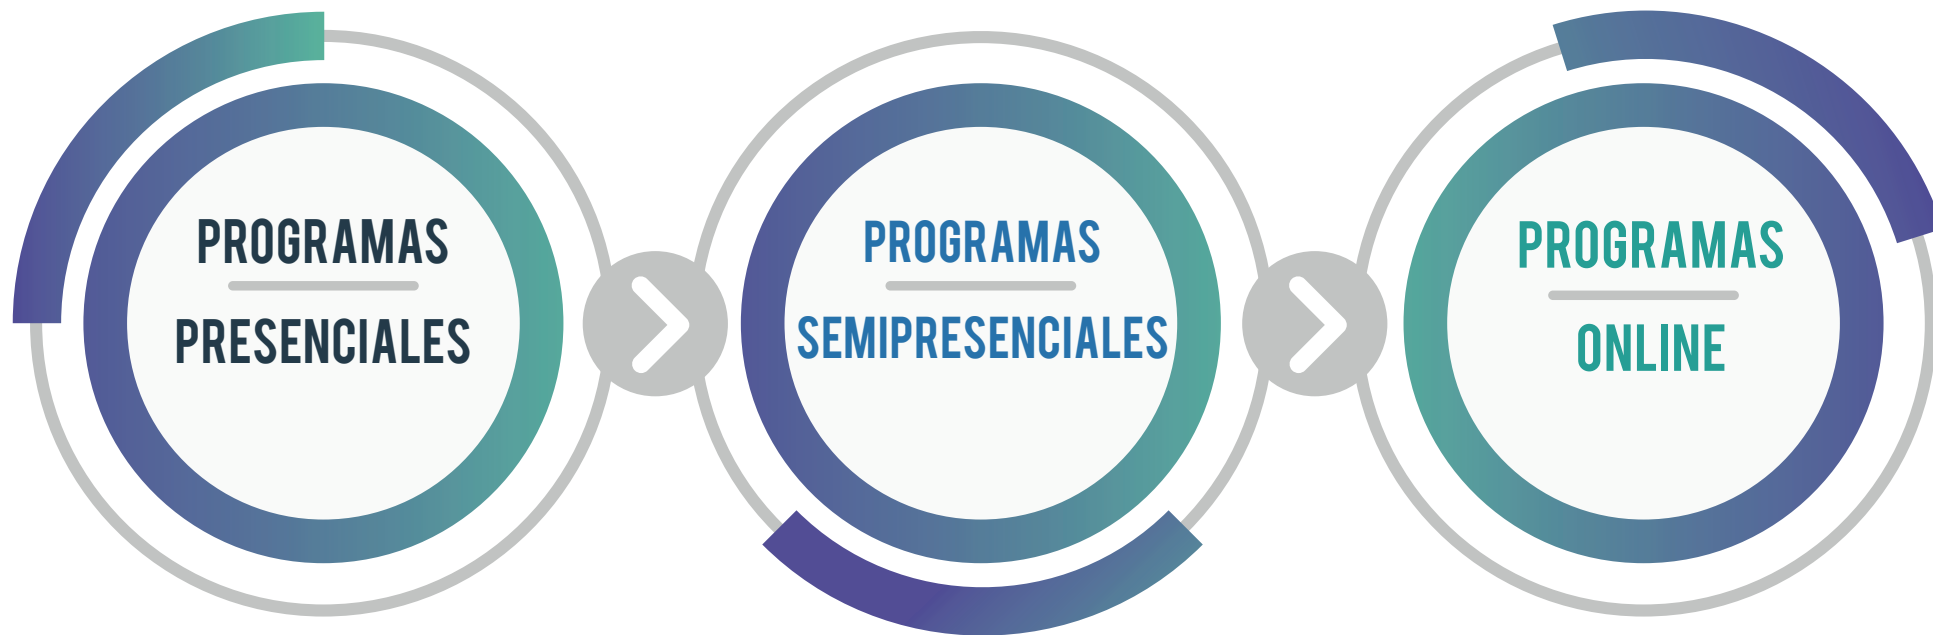 PROGRAMAS
PRESENCIALES
PROGRAMAS
SEMIPRESENCIALES
PROGRAMAS
ONLINE